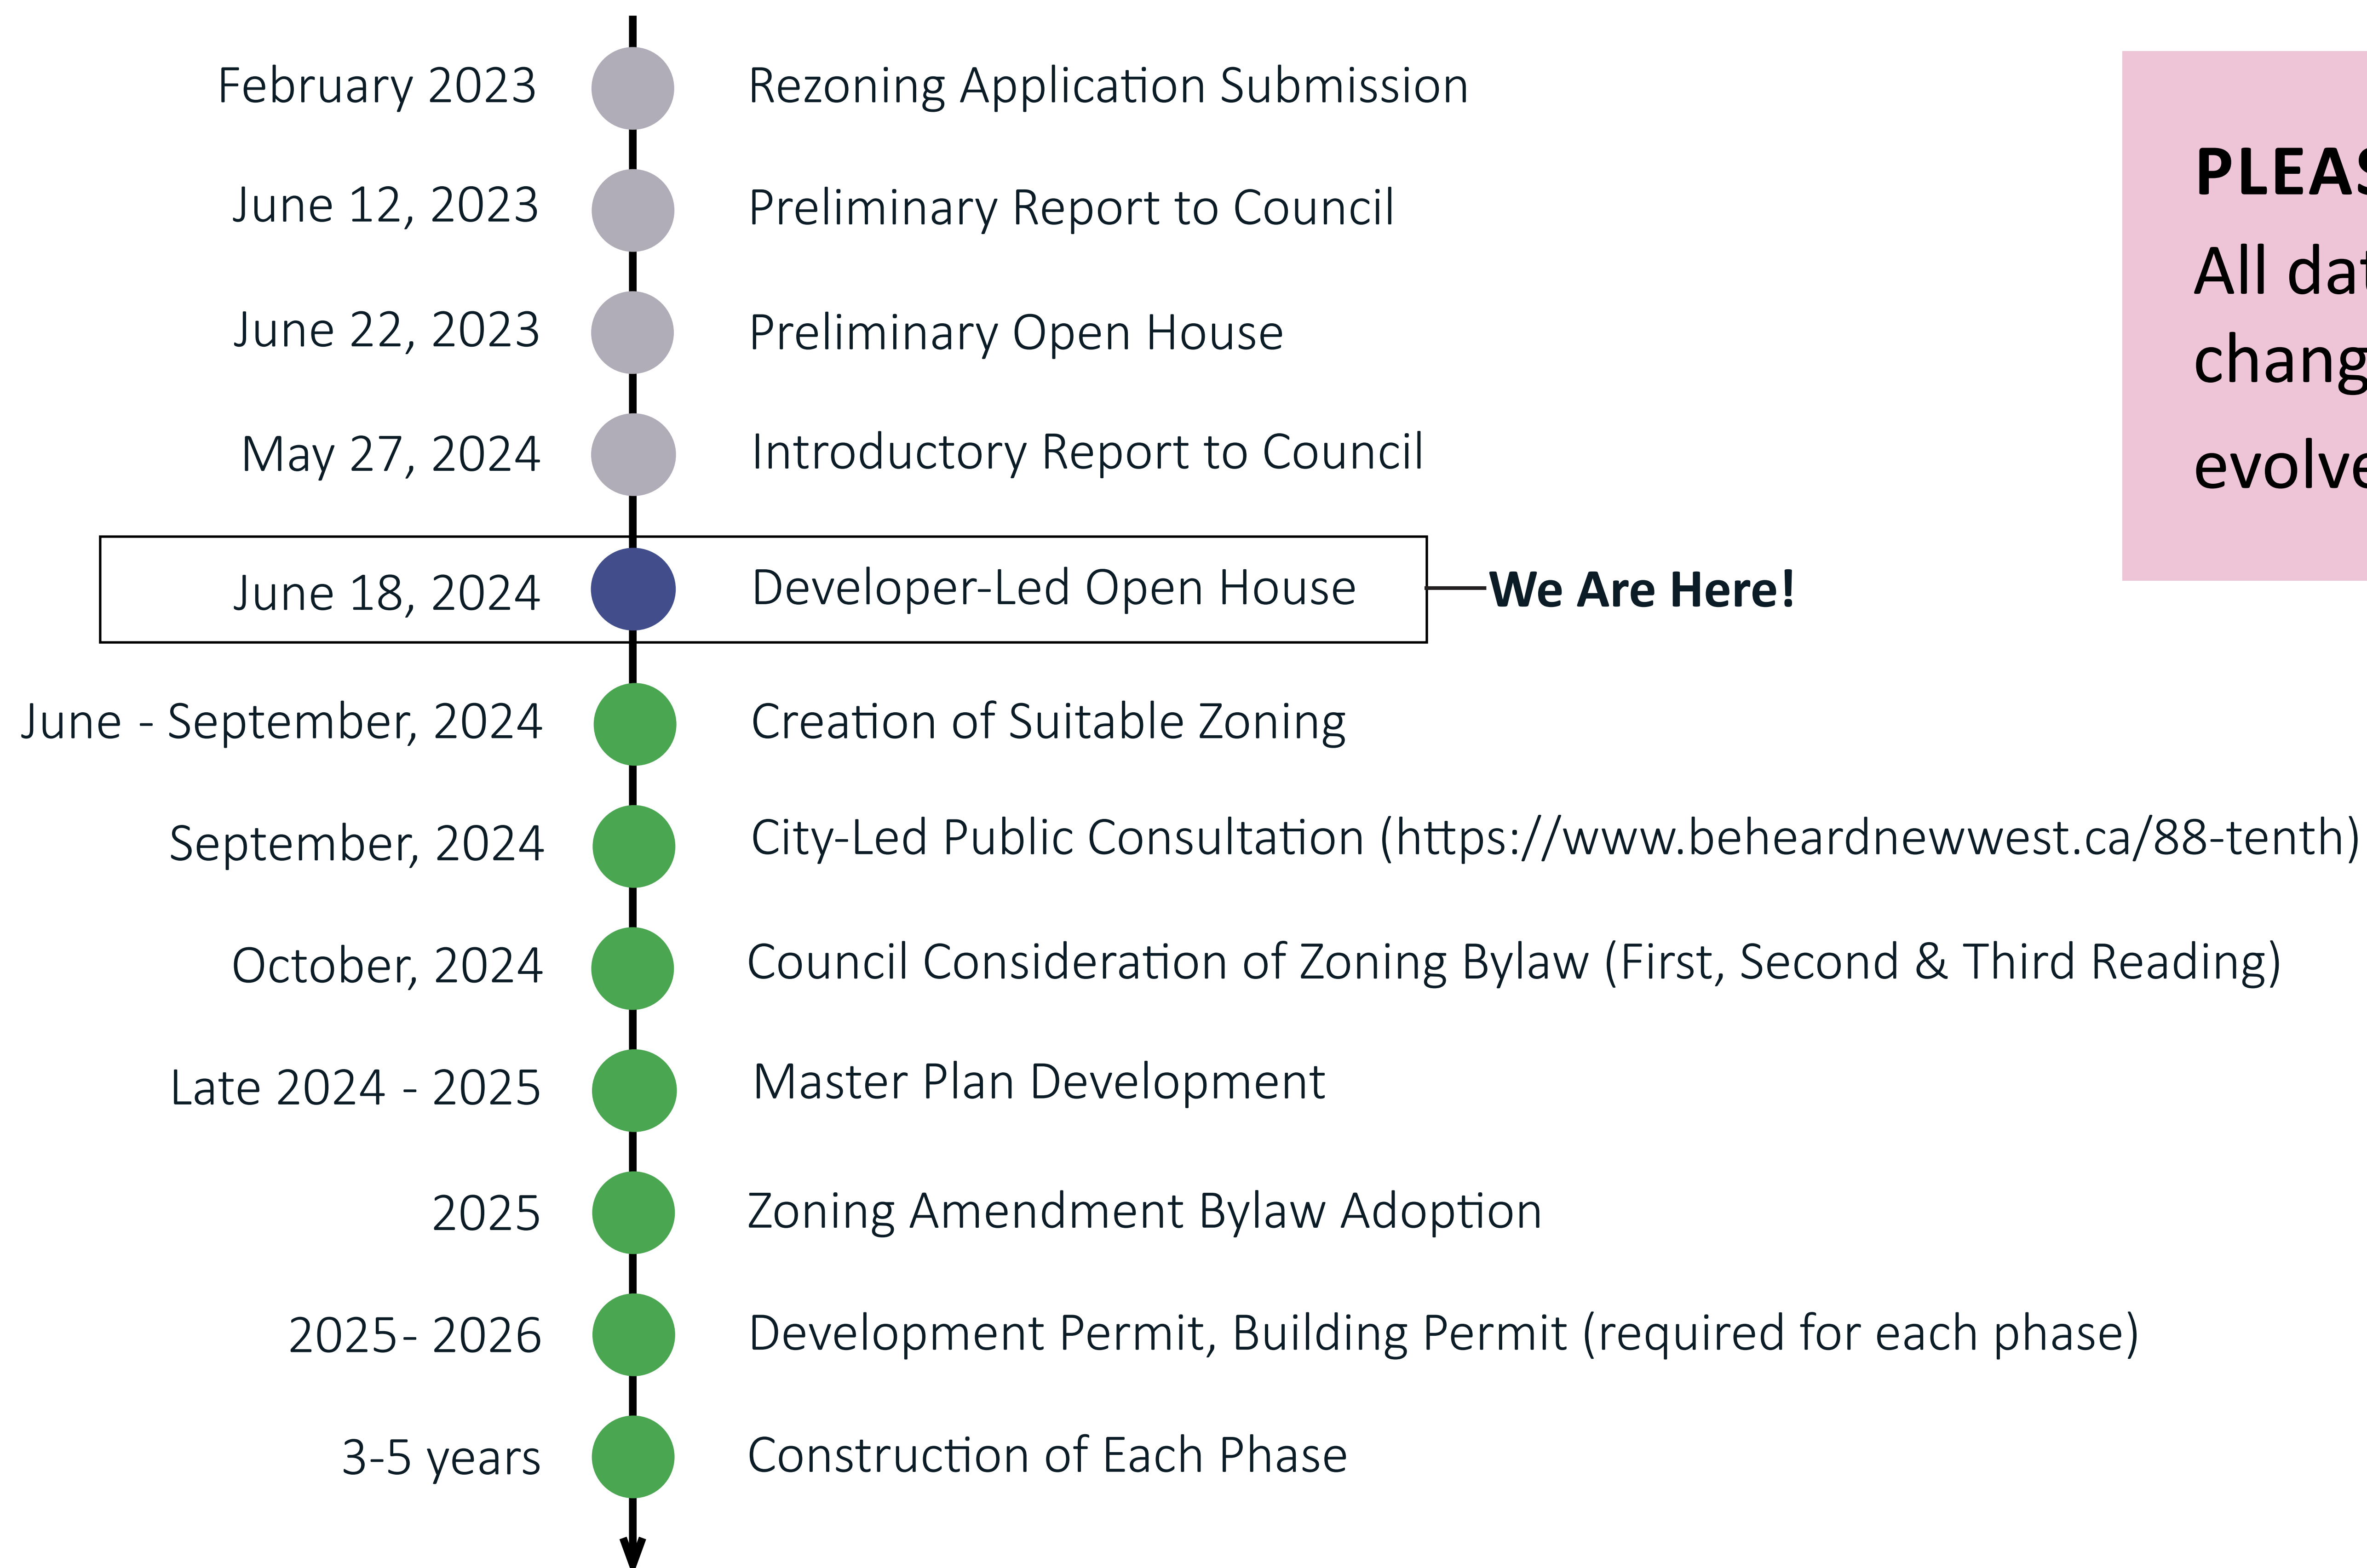 February 2023 Rezoning Application Submission
June 12, 2023 Preliminary Report to Council
June 22, 2023 Preliminary Open House
May 27, 2024 Introductory Report to Council
June 18, 2024 Developer-Led Open House We Are Here!
June - September, 2024 Creation of Suitable Zoning
September, 2024 City-Led Public Consultation (https://www.beheardnewwest.ca/88-tenth)
October, 2024 Council Consideration of Zoning Bylaw (First, Second & Third Reading)
Late 2024 - 2025 Master Plan Development
2025 Zoning Amendment Bylaw Adoption
2025- 2026 Development Permit, Building Permit (required for each phase)
3-5 years Construction of Each Phase
All